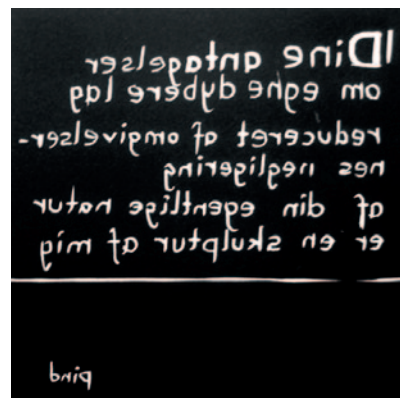 Dine antagelser
om egne dybere lag
reduceret af omgivelser-
nes negligering
af din egentlige natur
er en skulptur af mig